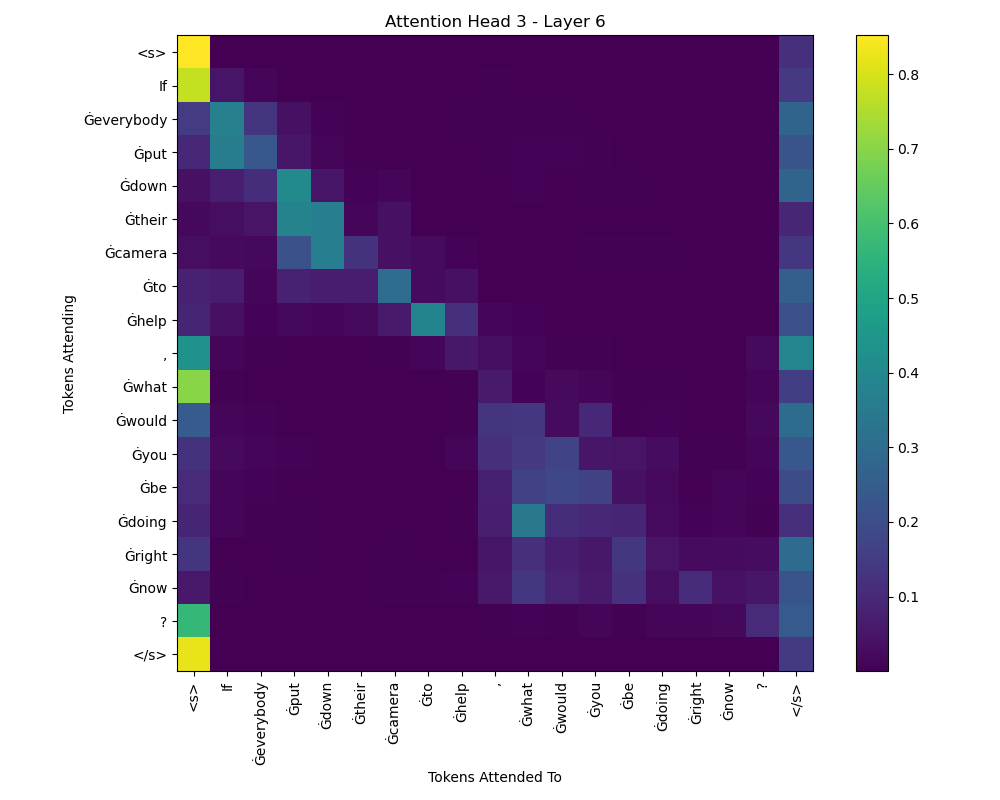 Attention Head 3 - Layer 6
Tokens Attending
<s>
If
Ġeverybody
Ġput
Ġdown
Ġtheir
Ġcamera
Ġto
Ġhelp
,
Ġwhat
Ġwould
Ġyou
Ġbe
Ġdoing
Ġright
Ġnow
?
</s>
<s>
If
Ġeverybody
Ġput
Ġdown
Ġtheir
Ġcamera
Ġto
Ġhelp
,
Ġwhat
Ġwould
Ġyou
Ġbe
Ġdoing
Ġright
Ġnow
?
</s>
Tokens Attended To
0.8
0.7
0.6
0.5
0.4
0.3
0.2
0.1